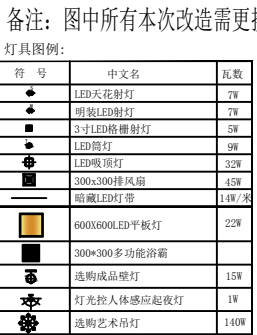 备注：图中所有本次改造需更
灯具图例:
符 号 中文名 瓦数
LED天花射灯 7W
明装LED射灯 7W
3寸LED格栅射灯 5W
LED筒灯 9W
LED吸顶灯 32W
300x300排风扇 45W
暗藏LED灯带 14W/米
600X600LED平板灯 22W
300*300多功能浴霸
选购成品壁灯 15W
灯光控人体感应起夜灯 1W
选购艺术吊灯 140W